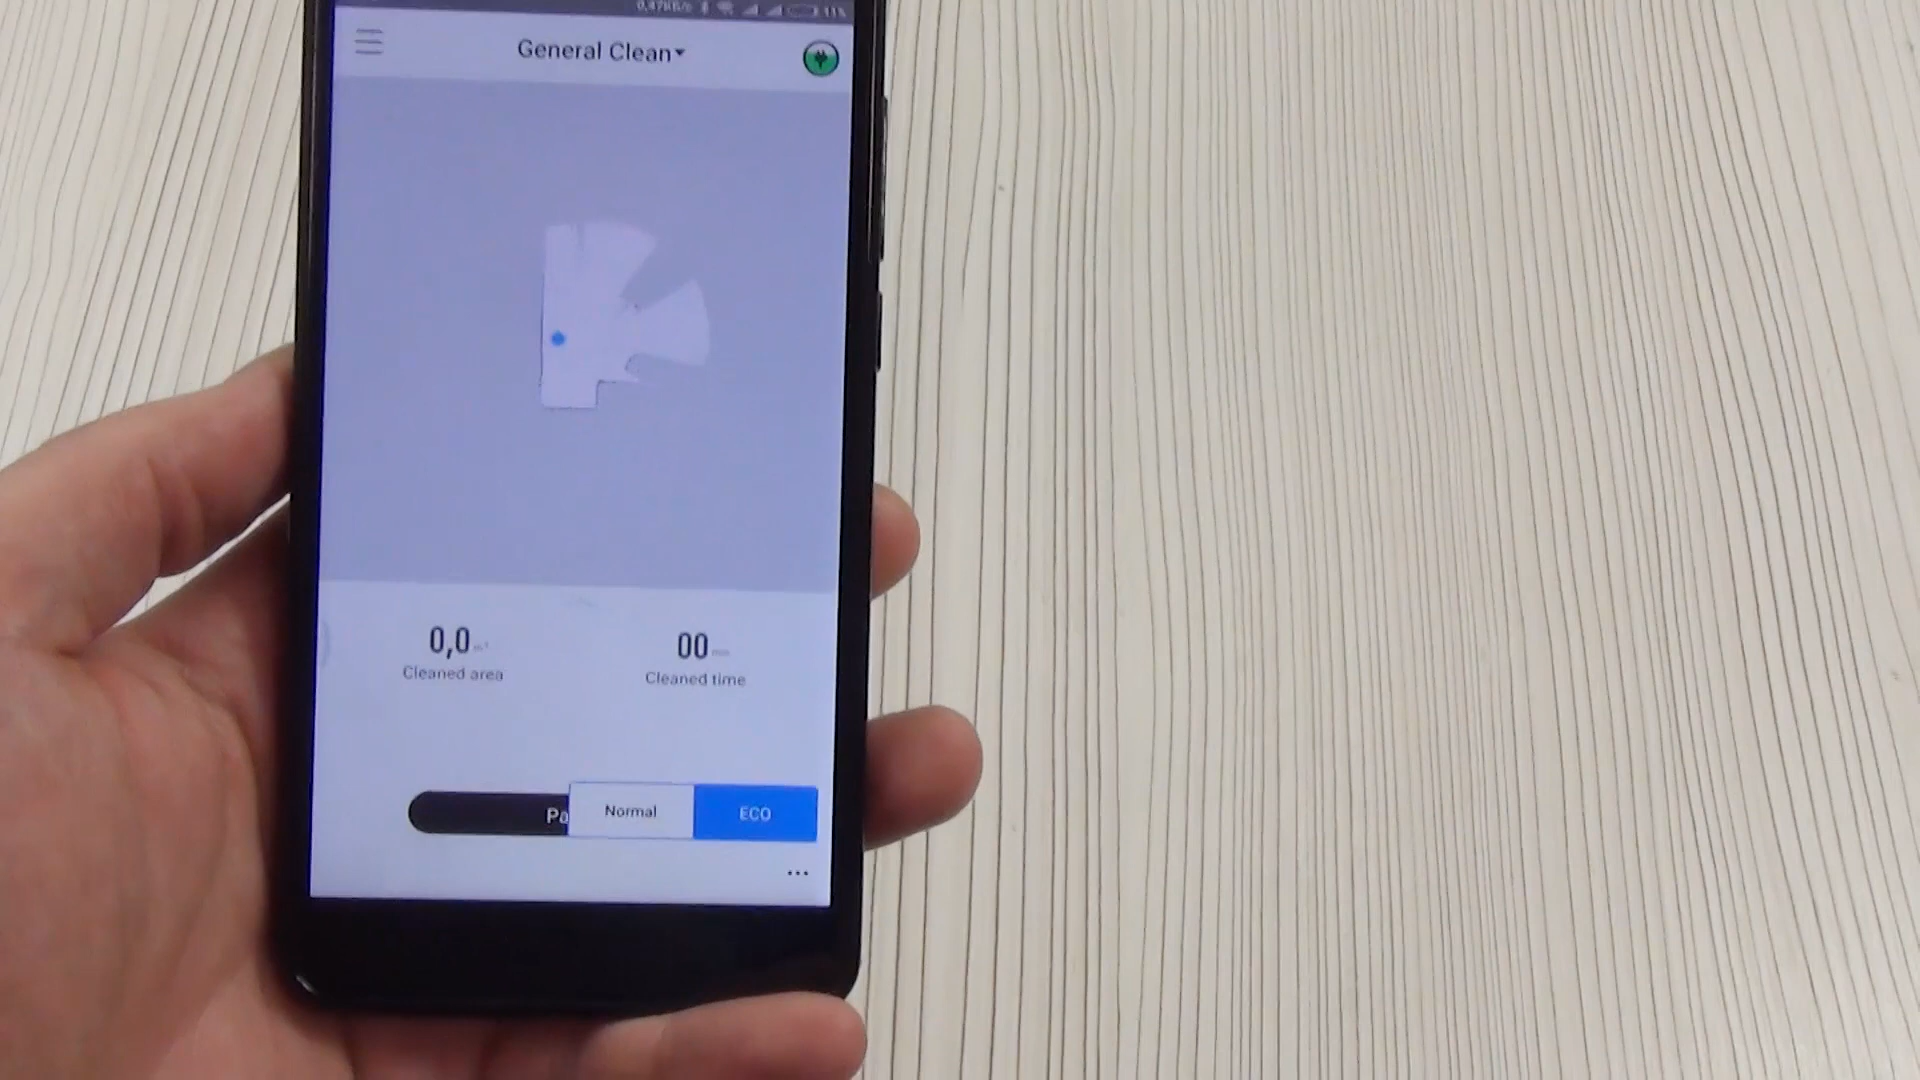 General Clean
0,0
00
Cleaned area
Cleaned time
Pa
Normal
ECO